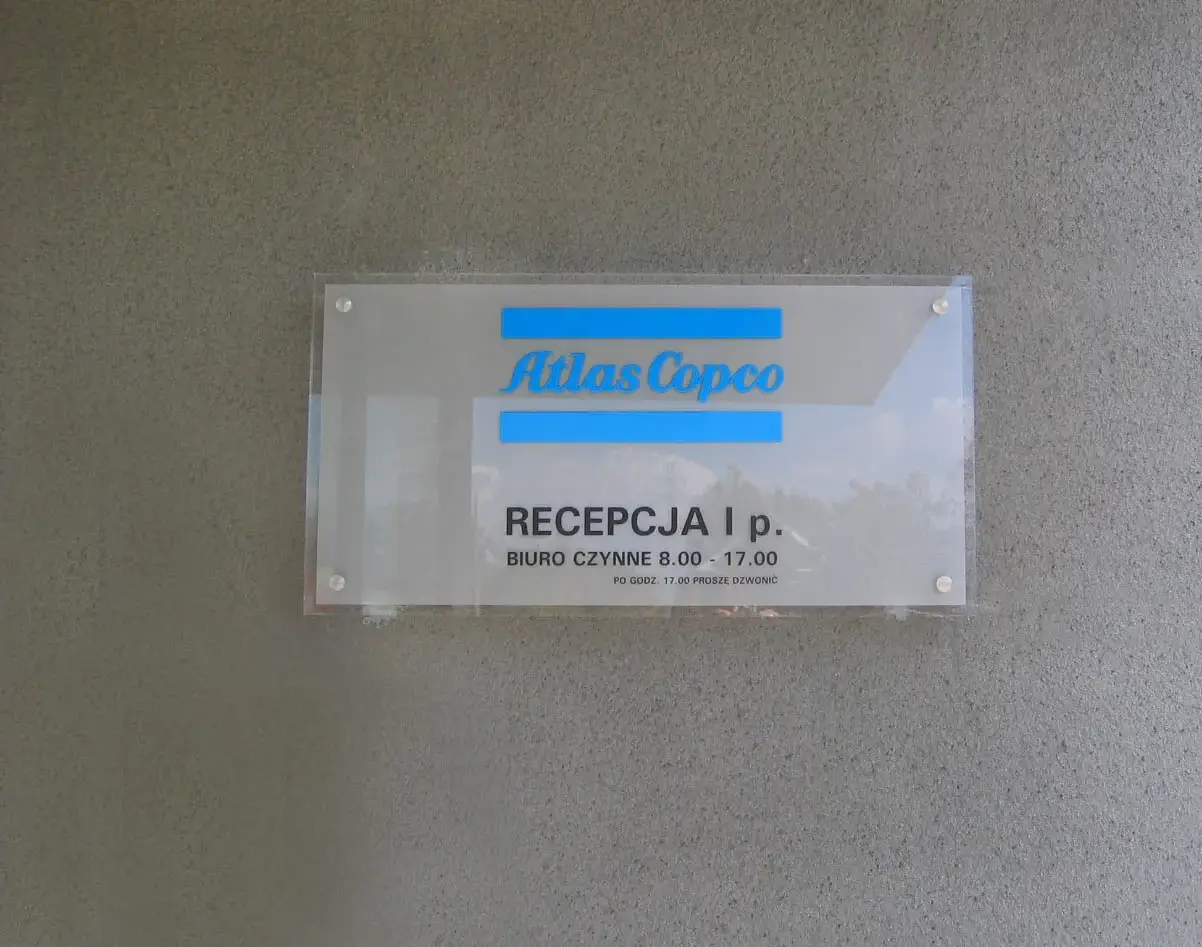 Atlas Copco
RECEPCJA I p.
BIURO CZYNNE 8.00 - 17.00
PO GODZ. 17.00 PROSZĘ DZWONIĆ